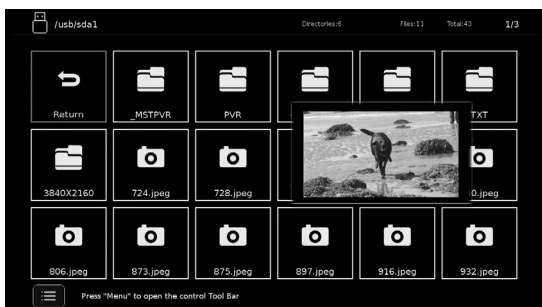 /usb/sda1 Directories:6 Files:11 Total:43 1/3
Return _MSTPVR PVR TXT
3840X2160 724.jpeg 728.jpeg 0.jpeg
806.jpeg 873.jpeg 875.jpeg 897.jpeg 916.jpeg 932.jpeg
Press "Menu" to open the control Tool Bar